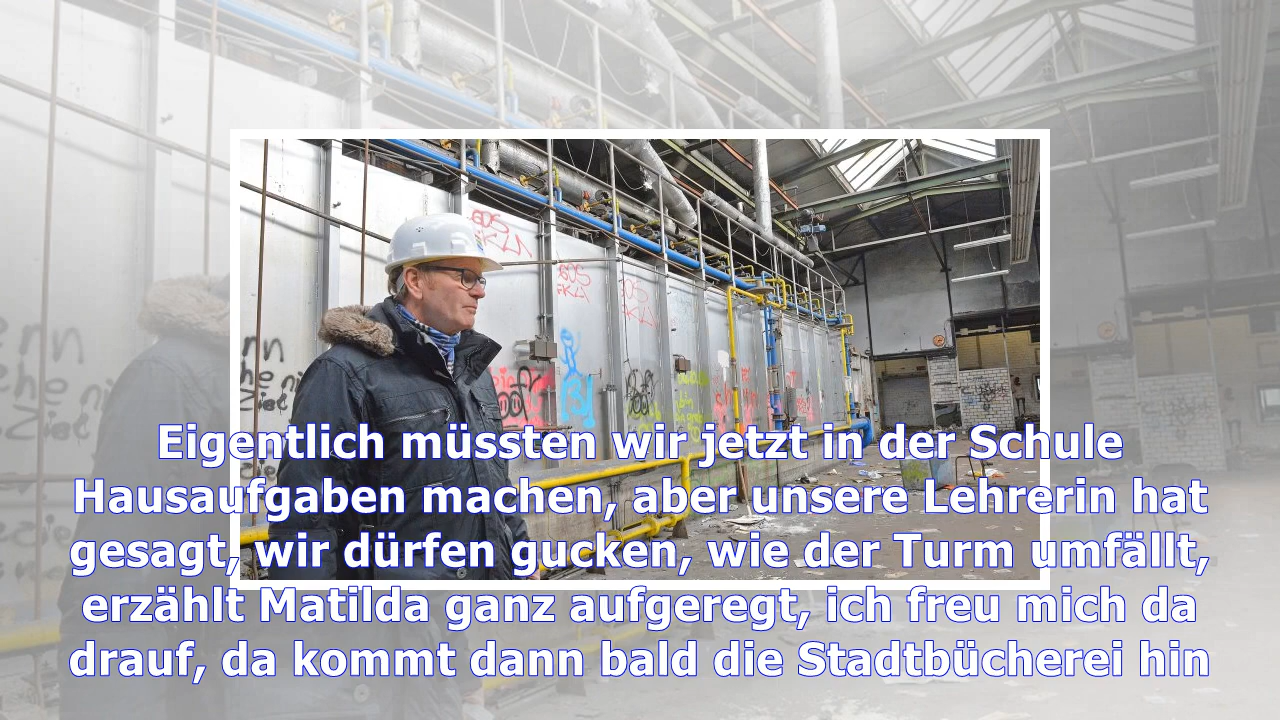 Eigentlich müssten wir jetzt in der Schule
Hausaufgaben machen, aber unsere Lehrerin hat
gesagt, wir dürfen gucken, wie der Turm umfällt,
erzählt Matilda ganz aufgeregt, ich freu mich da
drauf, da kommt dann bald die Stadtbücherei hin